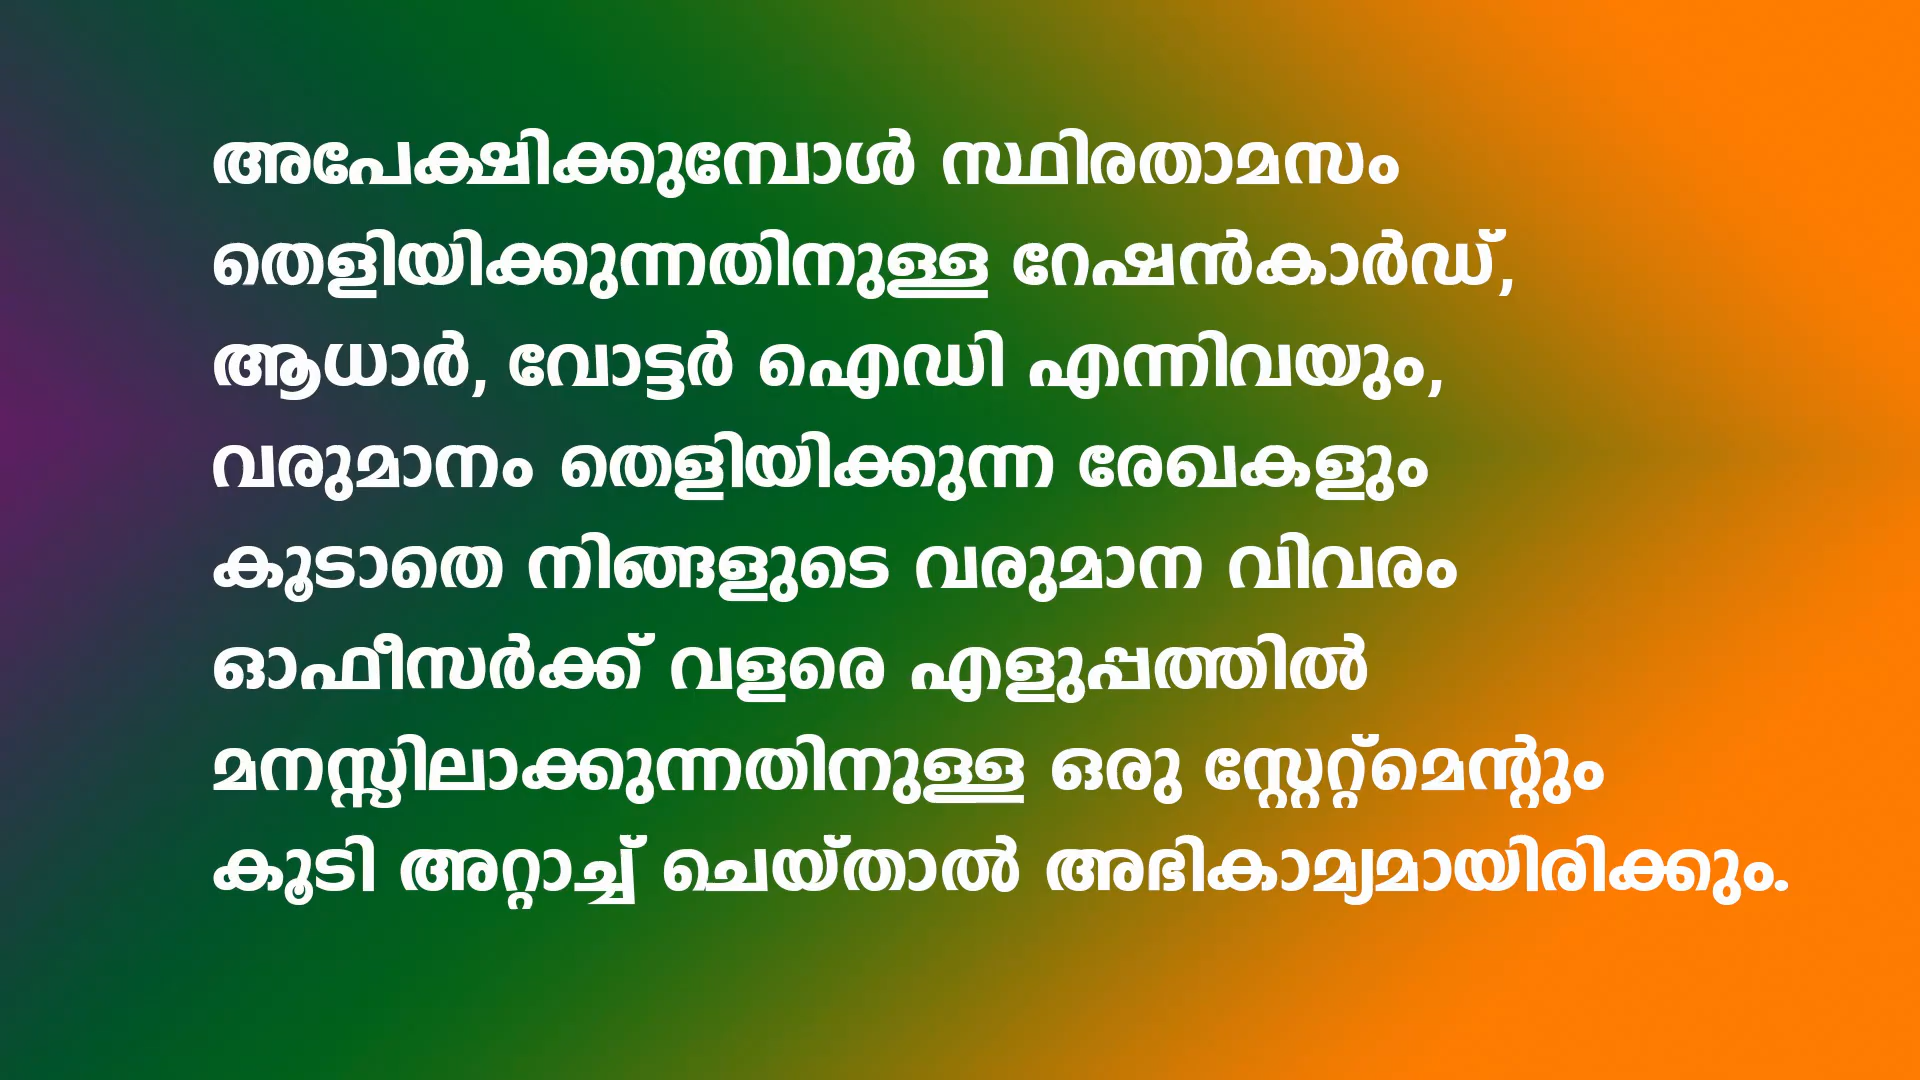 അപേക്ഷിക്കുമ്പോൾ സ്ഥിരതാമസം
തെളിയിക്കുന്നതിനുള്ള റേഷൻകാർഡ്,
ആധാർ, വോട്ടർ ഐഡി എന്നിവയും,
വരുമാനം തെളിയിക്കുന്ന രേഖകളും
കൂടാതെ നിങ്ങളുടെ വരുമാന വിവരം
ഓഫീസർക്ക് വളരെ എളുപ്പത്തിൽ
മനസ്സിലാക്കുന്നതിനുള്ള ഒരു സ്റ്റേറ്റ്മെന്റും
കൂടി അറ്റാച്ച് ചെയ്താൽ അഭികാമ്യമായിരിക്കും.